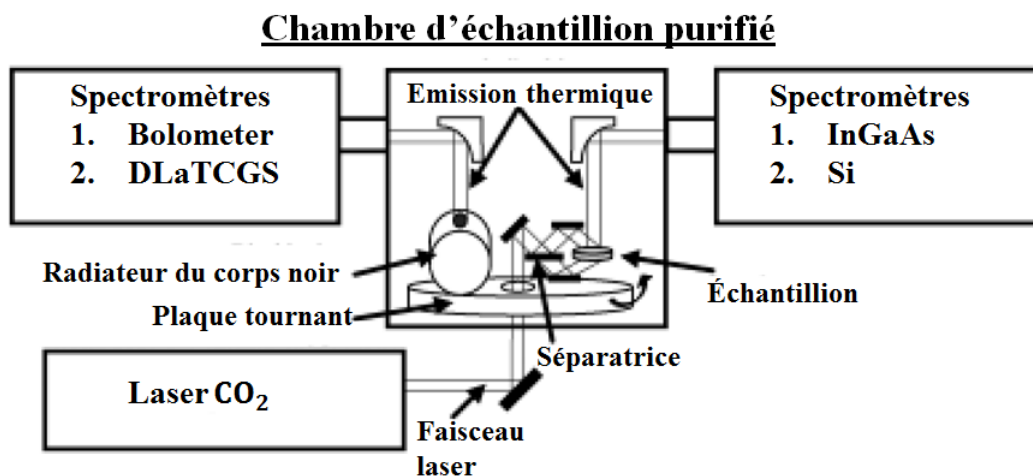 Chambre d'échantillion purifié
Spectromètres
1. Bolometer
2. DLaTCGS
Emission thermique
Spectromètres
1. InGaAs
2. Si
Radiateur du corps noir
Plaque tournant
Échantillion
Séparatrice
Laser CO₂
Faisceau
laser